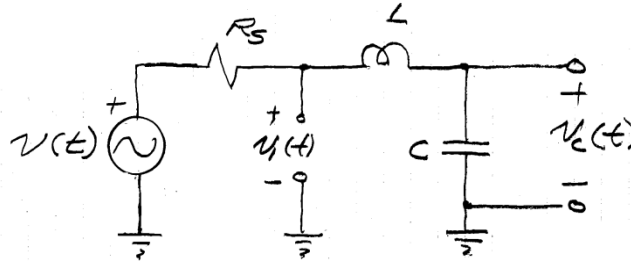 Rs
L
+
v(t)
+
v₁(t)
-
C
+
vc(t)
-